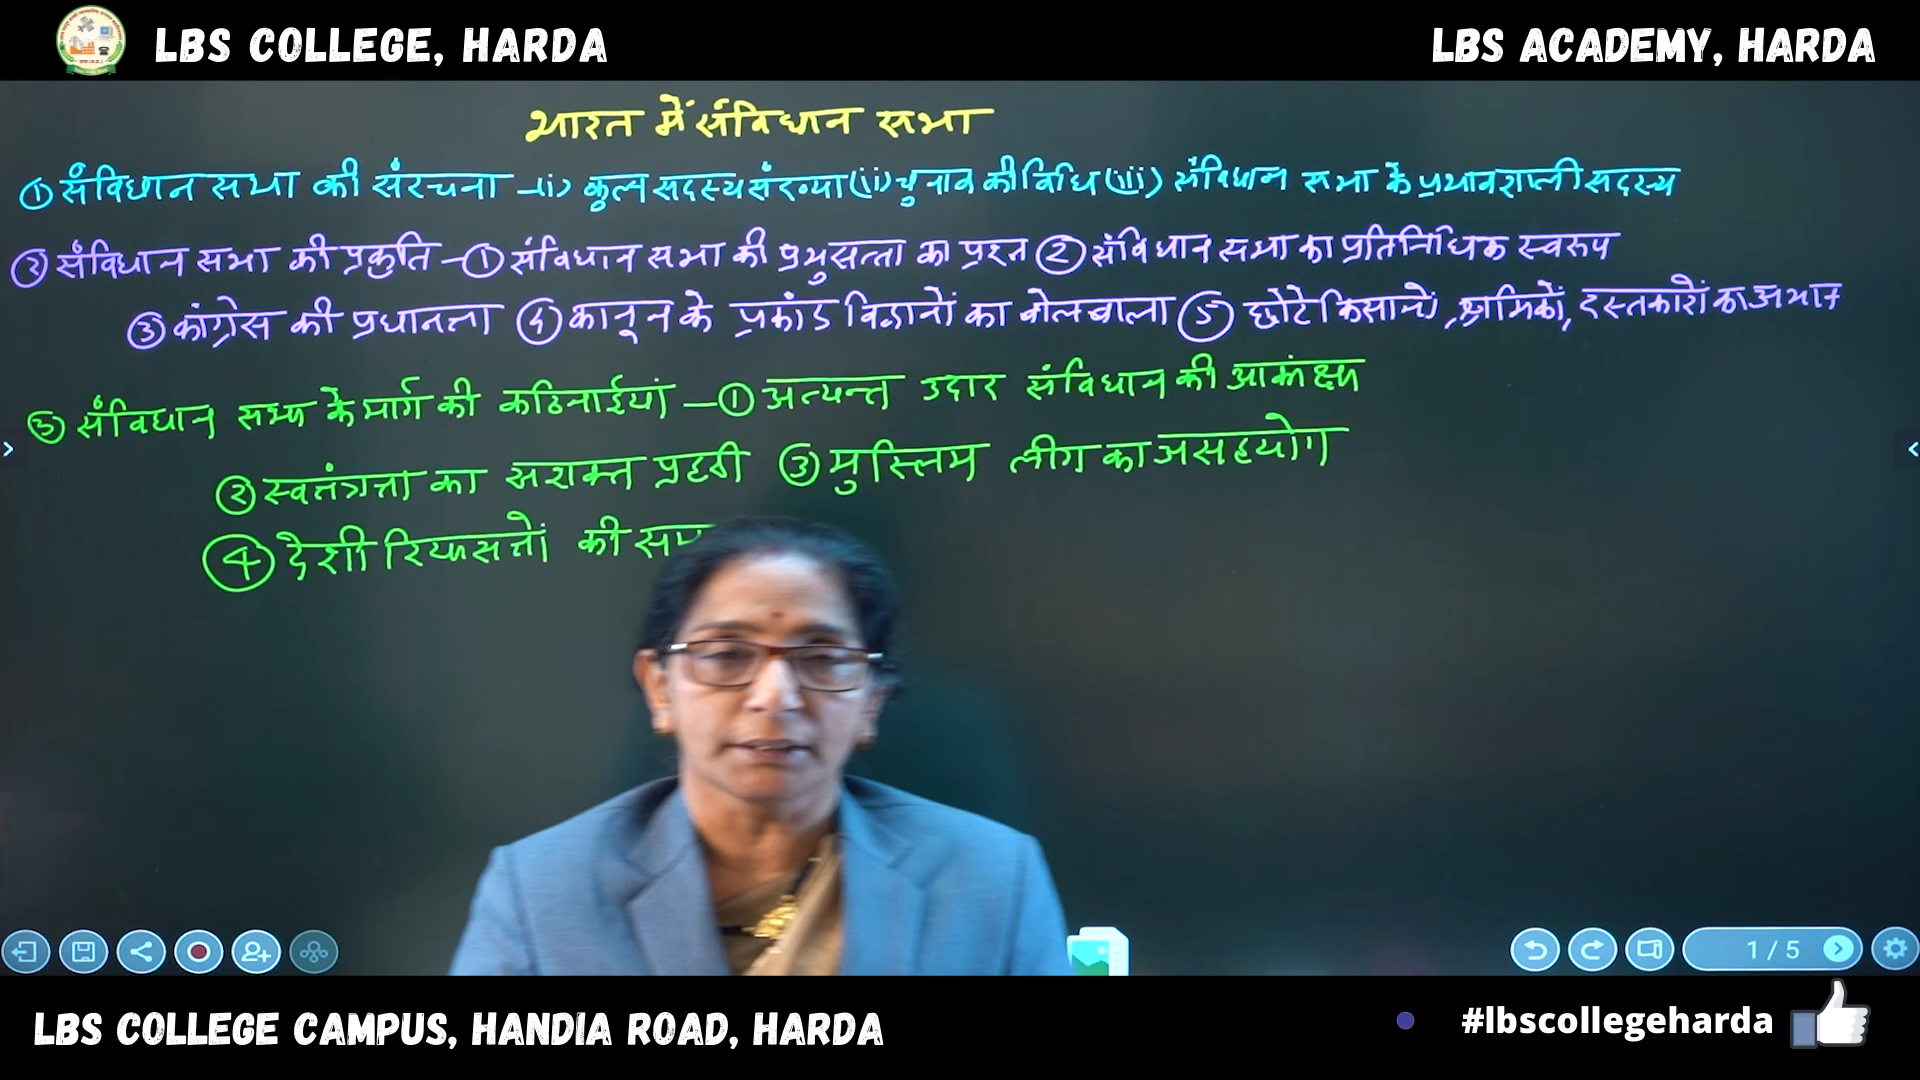 LBS COLLEGE, HARDA
LBS ACADEMY, HARDA
भारत में संविधान सभा
① संविधान सभा की संरचना -(i) कुल सदस्य संख्या (ii) चुनाव की विधि (iii) संविधान सभा के प्रभावशाली सदस्य
② संविधान सभा की प्रकृति - ① संविधान सभा की प्रभुसत्ता का प्रश्न ② संविधान सभा का प्रतिनिधिक स्वरूप
③ कांग्रेस की प्रधानता ④ कानून के प्रकांड विद्वानों का बोलबाला ⑤ छोटे किसानों, श्रमिकों, दस्तकारों का अभाव
③ संविधान सभा के मार्ग की कठिनाईयां - ① अत्यन्त उदार संविधान की आकांक्षा
② स्वतंत्रता का सशक्त प्रहरी ③ मुस्लिम लीग का असहयोग
④ देशी रियासतों की
1 / 5
LBS COLLEGE CAMPUS, HANDIA ROAD, HARDA
#lbscollegeharda